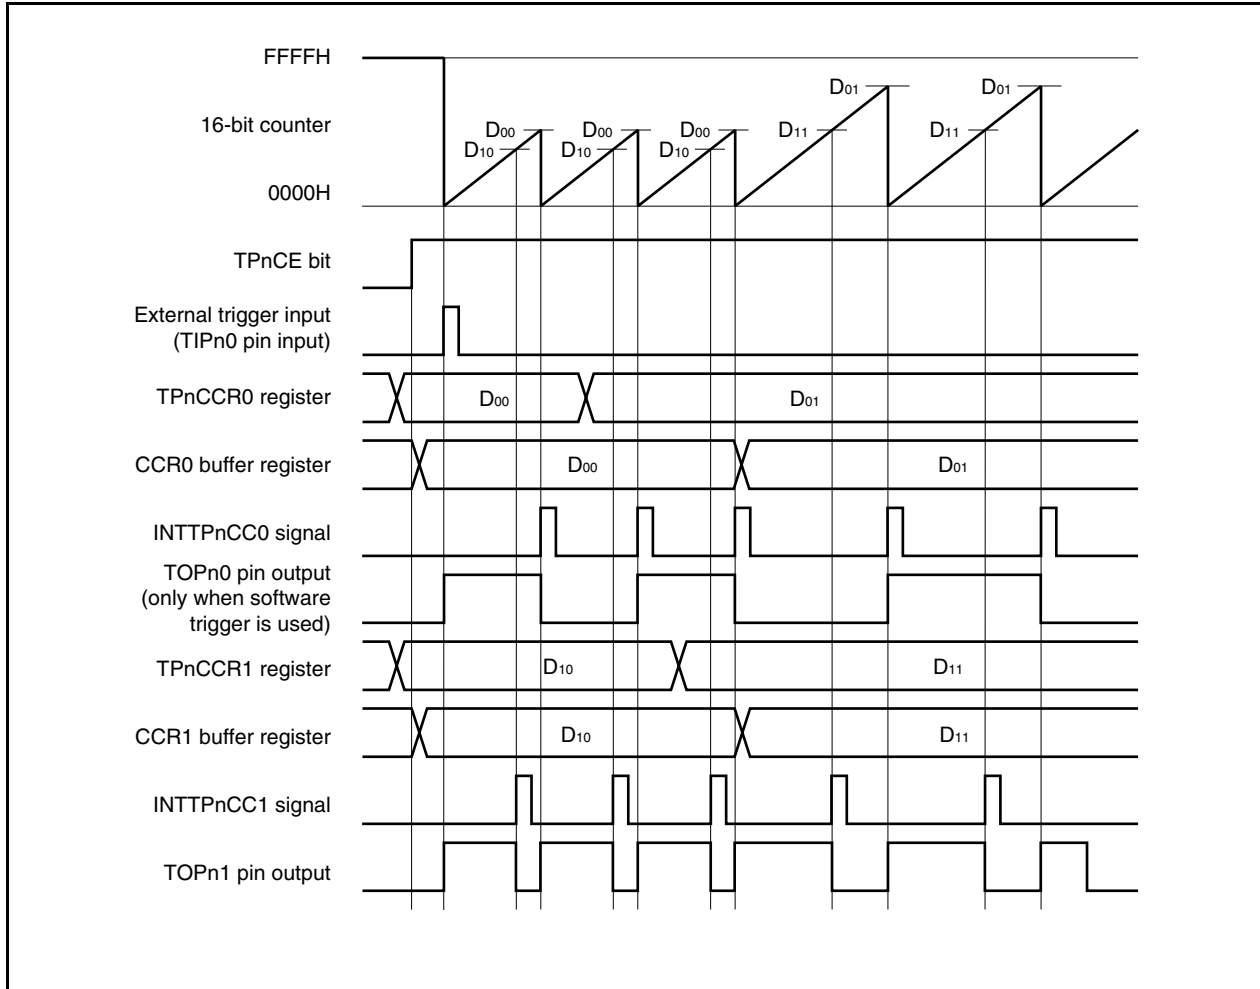 FFFFH
D01 D01
16-bit counter D00 D00 D00 D11 D11
D10 D10 D10
0000H
TPnCE bit
External trigger input
(TIPn0 pin input)
TPnCCR0 register D00 D01
CCR0 buffer register D00 D01
INTTPnCC0 signal
TOPn0 pin output
(only when software
trigger is used)
TPnCCR1 register D10 D11
CCR1 buffer register D10 D11
INTTPnCC1 signal
TOPn1 pin output